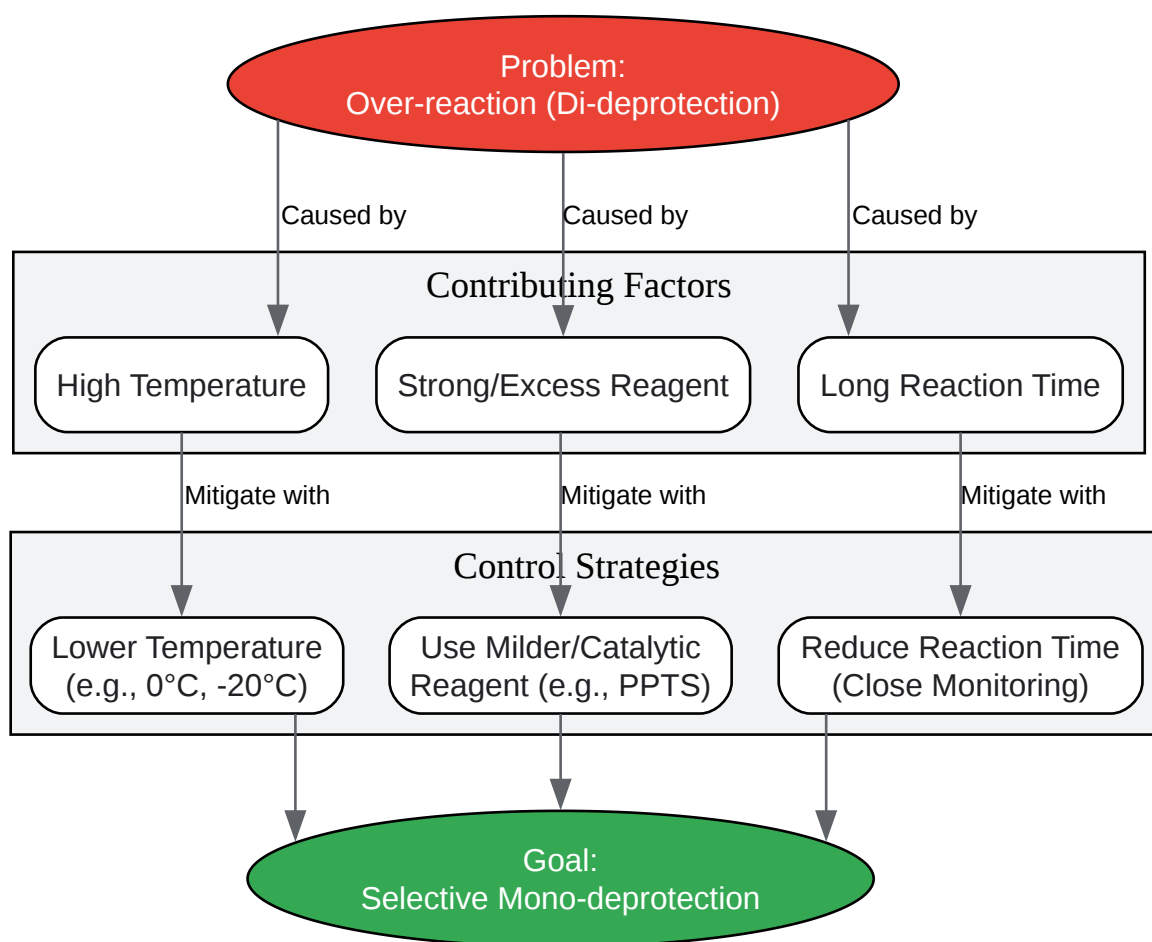 Problem:
Over-reaction (Di-deprotection)
Caused by
Caused by
Caused by
Contributing Factors
High Temperature
Strong/Excess Reagent
Long Reaction Time
Mitigate with
Mitigate with
Mitigate with
Control Strategies
Lower Temperature
(e.g., 0°C, -20°C)
Use Milder/Catalytic
Reagent (e.g., PPTS)
Reduce Reaction Time
(Close Monitoring)
Goal:
Selective Mono-deprotection